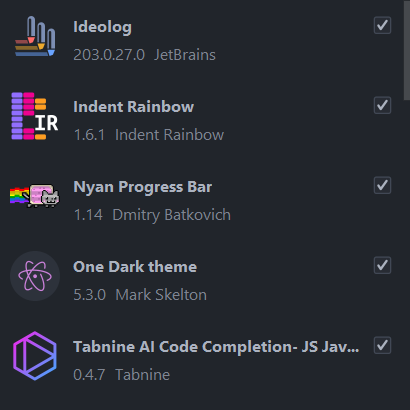 Ideolog
203.0.27.0 JetBrains
IR
Indent Rainbow
1.6.1 Indent Rainbow
Nyan Progress Bar
1.14 Dmitry Batkovich
One Dark theme
5.3.0 Mark Skelton
Tabnine AI Code Completion- JS Jav...
0.4.7 Tabnine